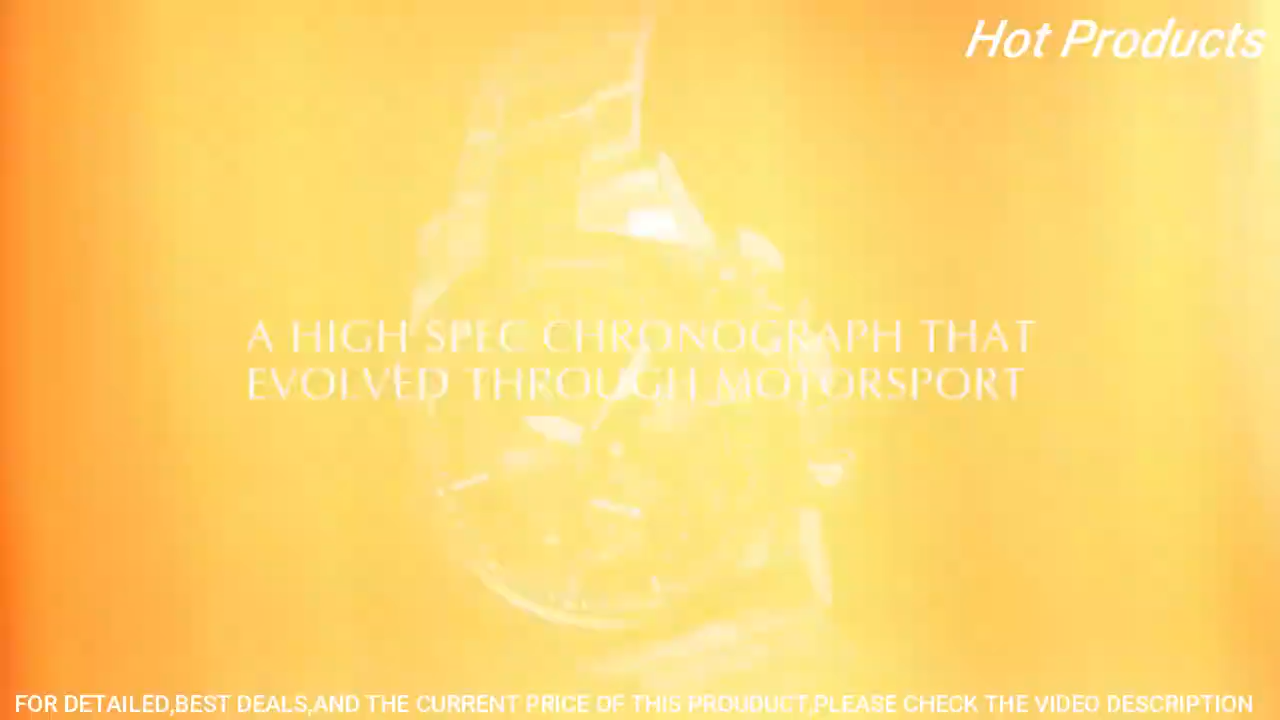 Hot Products
A HIGH SPEC CHRONOGRAPH THAT
EVOLVED THROUGH MOTORSPORT
FOR DETAILED,BEST DEALS,AND THE CURRENT PRICE OF THIS PROUDUCT,PLEASE CHECK THE VIDEO DESCRIPTION